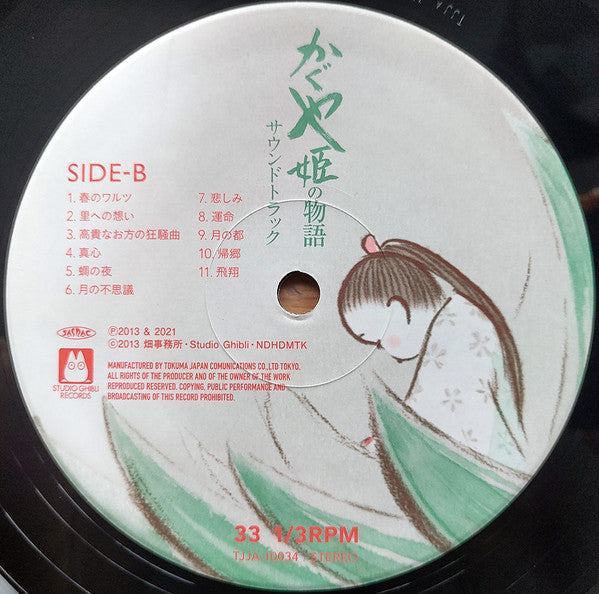 かぐや姫の物語
サウンドトラック
SIDE-B
1. 春のワルツ
2. 里への想い
3. 高貴なお方の狂騒曲
4. 真心
5. 蜩の夜
6. 月の不思議
7. 悲しみ
8. 運命
9. 月の都
10. 帰郷
11. 飛翔
JASRAC
STUDIO GHIBLI
RECORDS
Ⓟ2013 & 2021
©2013 畑事務所・Studio Ghibli・NDHDMTK
MANUFACTURED BY TOKUMA JAPAN COMUNICATIONS CO.,LTD TOKYO.
ALL RIGHTS OF THE PRODUCER AND OF THE OWNER OF THE WORK
REPRODUCED RESERVED. COPYING, PUBLIC PERFORMANCE AND
BROADCASTING OF THIS RECORD PROHIBITED.
33 1/3RPM
TJJA-10034 STEREO